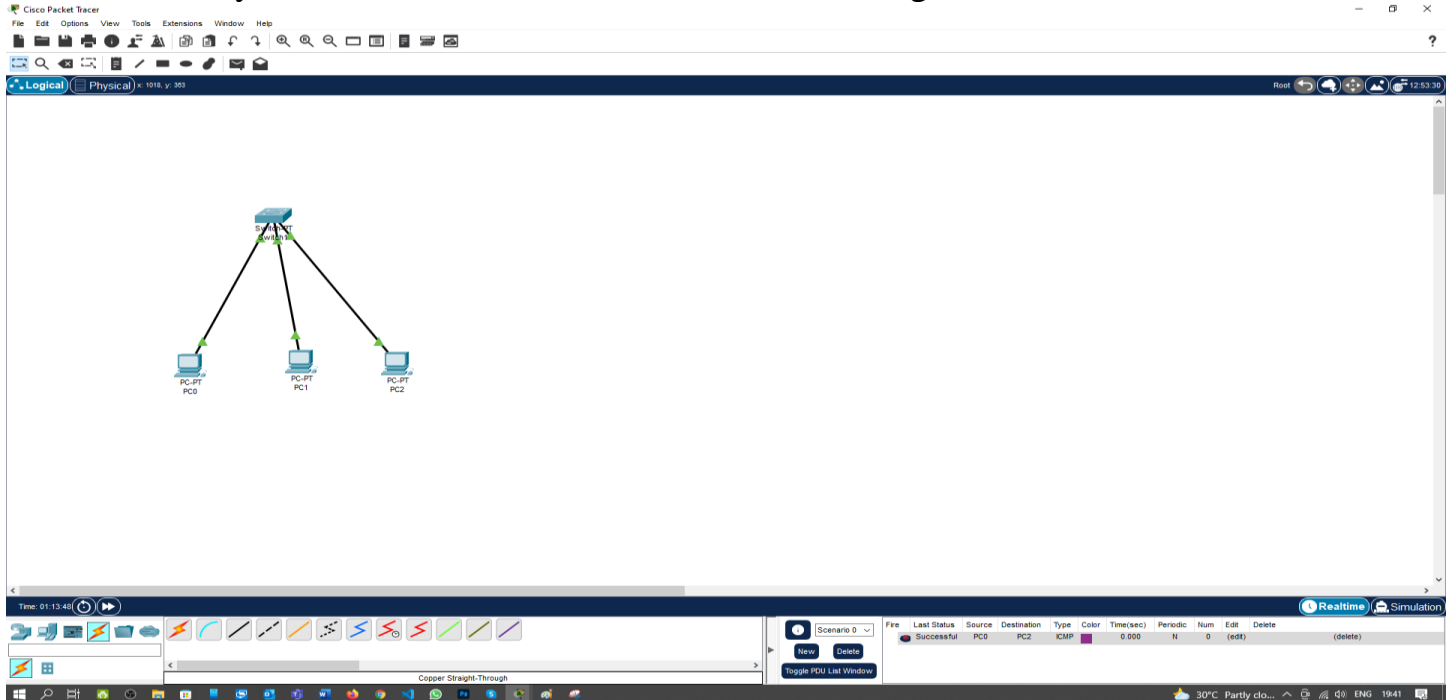 Cisco Packet Tracer
File Edit Options View Tools Extensions Window Help
?
Logical Physical x: 1018, y: 363 Root 12:53:30
Switch-PT
Switch1
PC-PT
PC0
PC-PT
PC1
PC-PT
PC2
Time: 01:13:48 Realtime Simulation
Scenario 0 Fire Last Status Source Destination Type Color Time(sec) Periodic Num Edit Delete
Successful PC0 PC2 ICMP 0.000 N 0 (edit) (delete)
New Delete
Toggle PDU List Window
Copper Straight-Through
30°C Partly clo... ENG 19:41